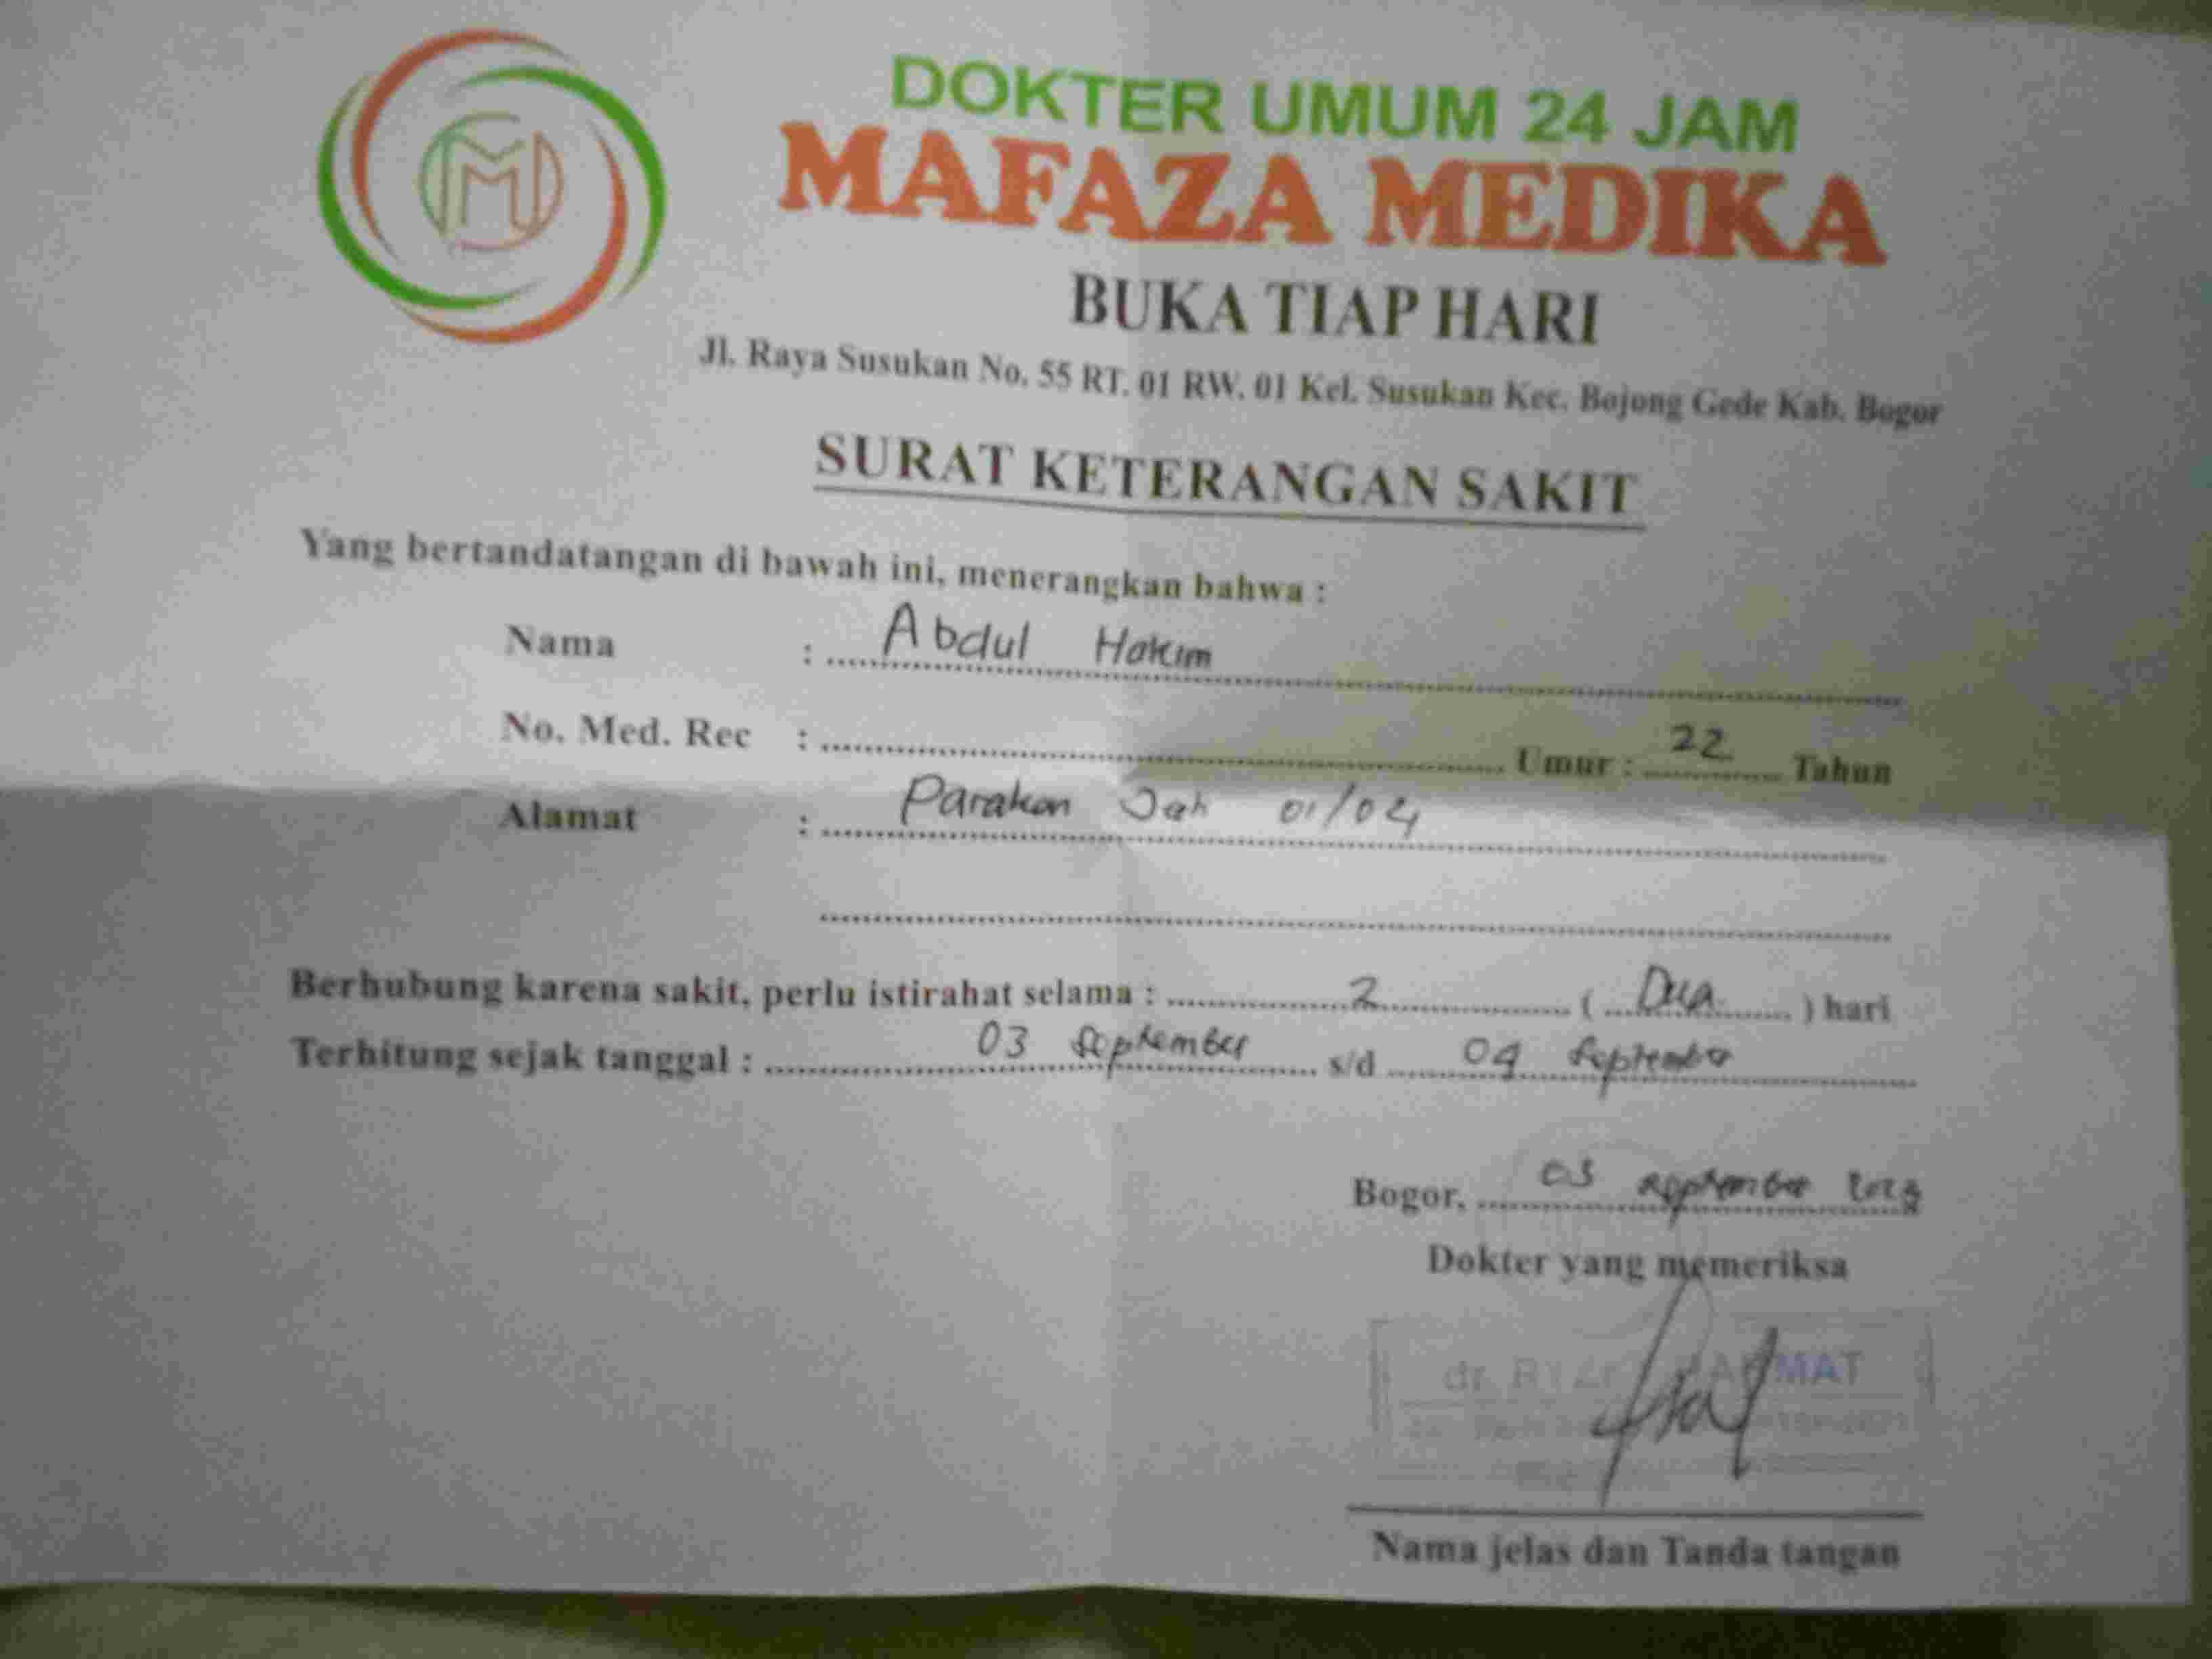 DOKTER UMUM 24 JAM
MAFAZA MEDIKA
BUKA TIAP HARI
Jl. Raya Susukan No. 55 RT. 01 RW. 01 Kel. Susukan Kec. Bojong Gede Kab. Bogor
SURAT KETERANGAN SAKIT
Yang bertandatangan di bawah ini, menerangkan bahwa :
Nama : Abdul Hakim
No. Med. Rec : Umur : 22 Tahun
Alamat : Parakan Jati 01/04
Berhubung karena sakit, perlu istirahat selama : 2 ( Dua ) hari
Terhitung sejak tanggal : 03 September s/d 04 September
Bogor, 03 September
Dokter yang memeriksa
dr.
Nama jelas dan Tanda tangan